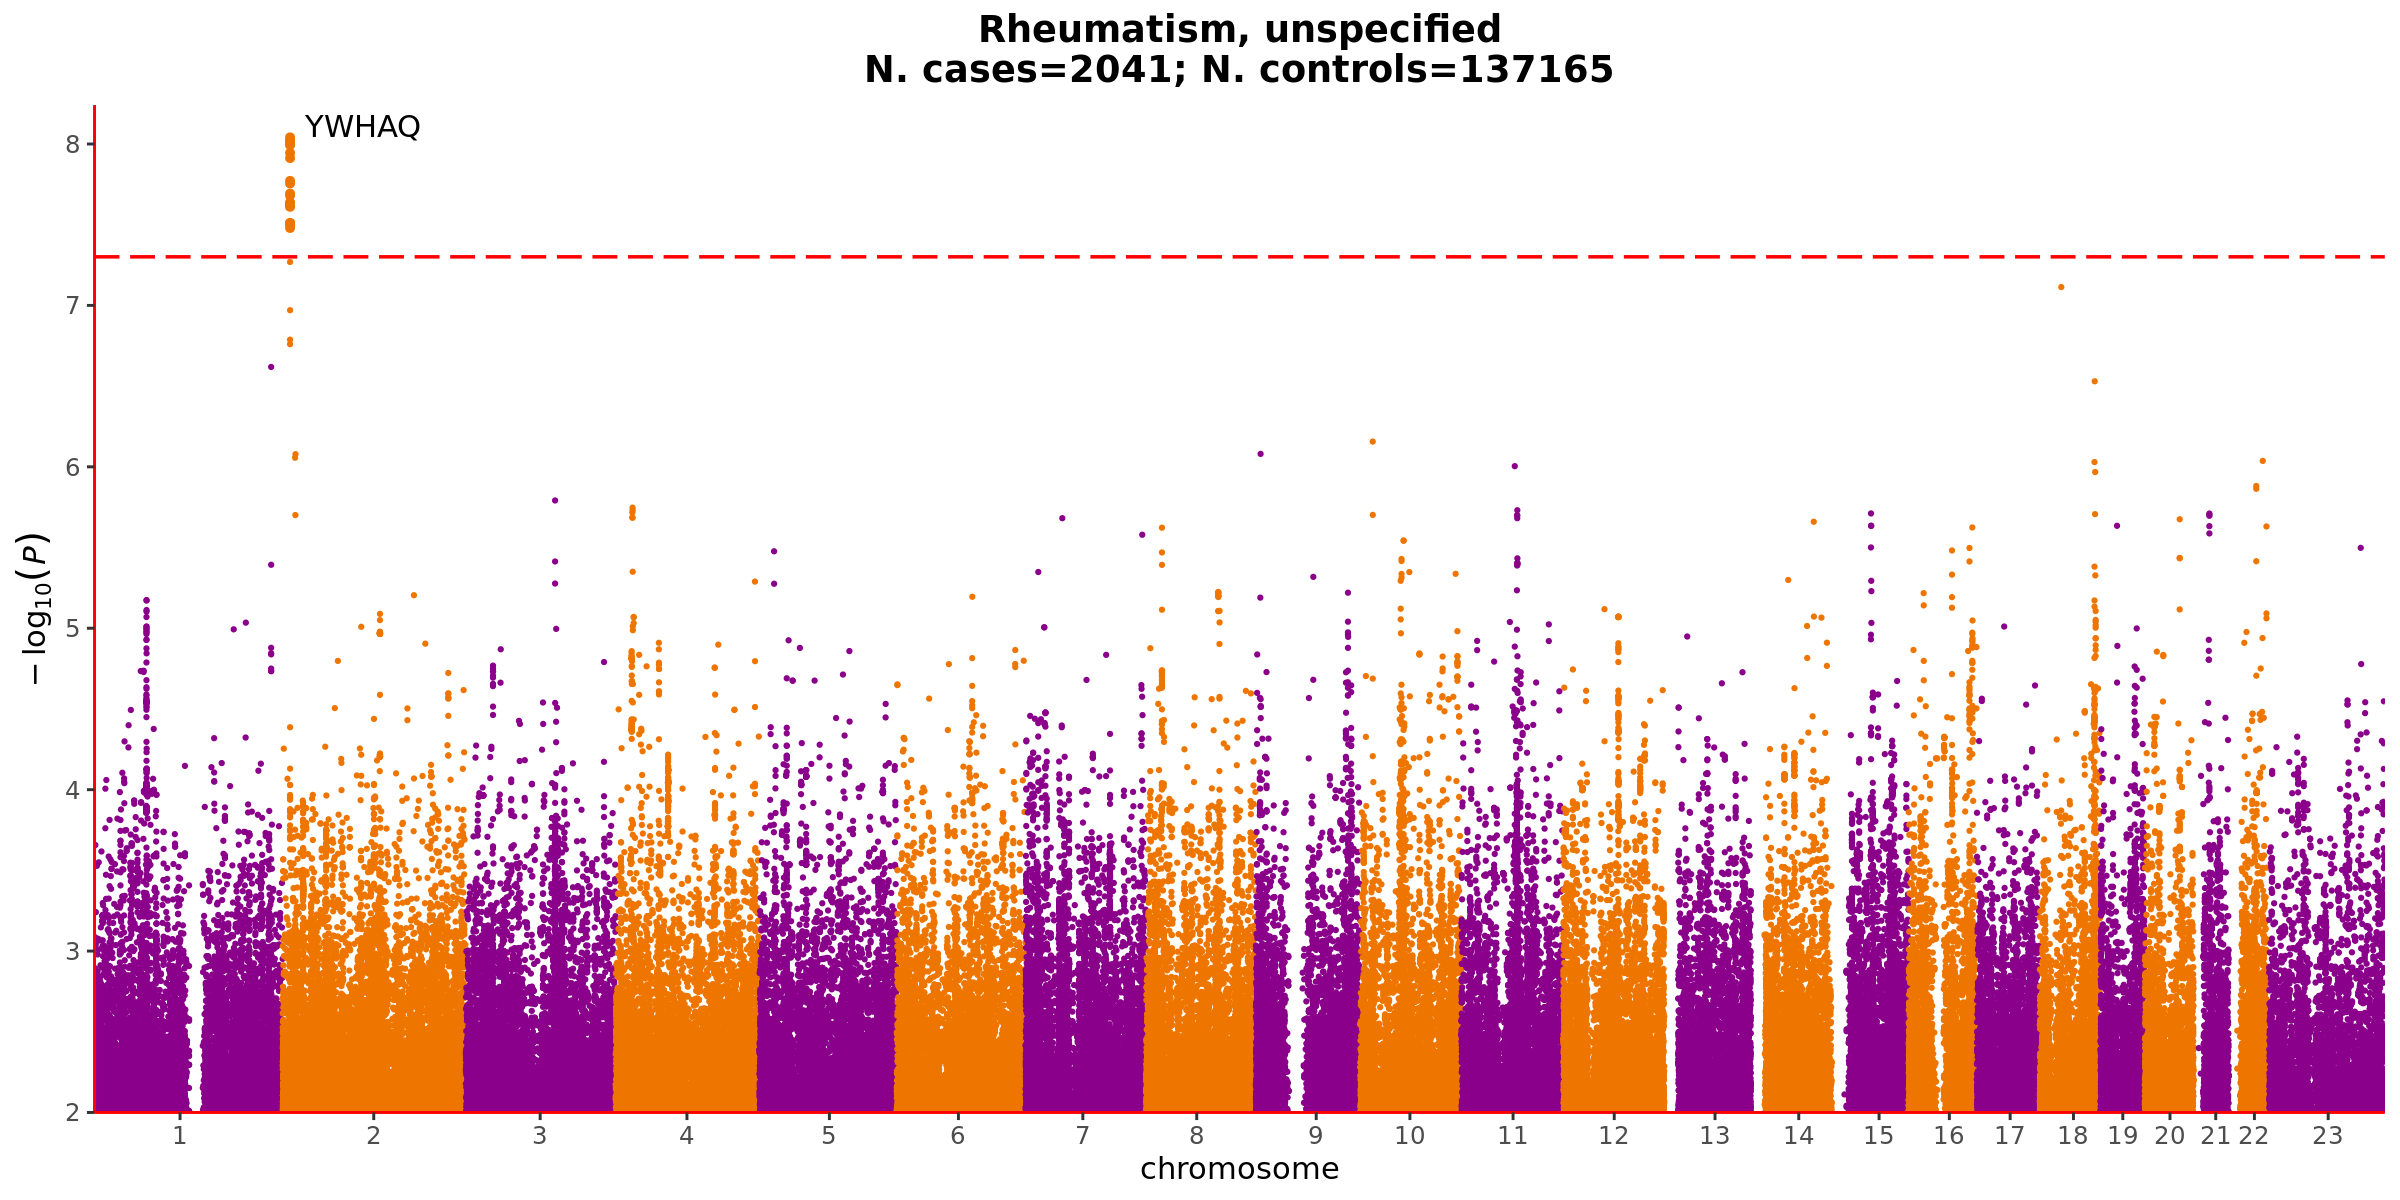 Rheumatism, unspecified
N. cases=2041; N. controls=137165
YWHAQ
8
7
6
5
4
3
2
− log10(P)
1 2 3 4 5 6 7 8 9 10 11 12 13 14 15 16 17 18 19 20 21 22 23
chromosome